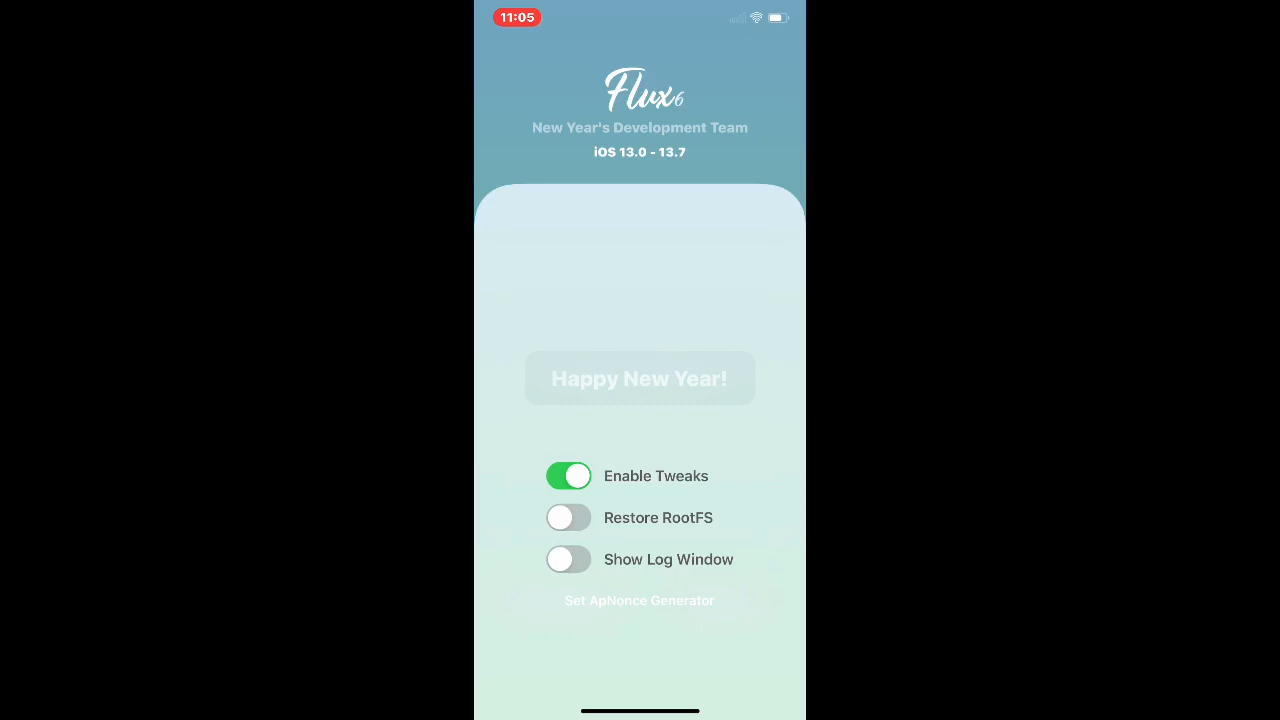 11:05
Flux6
New Year's Development Team
iOS 13.0 - 13.7
Happy New Year!
Enable Tweaks
Restore RootFS
Show Log Window
Set ApNonce Generator